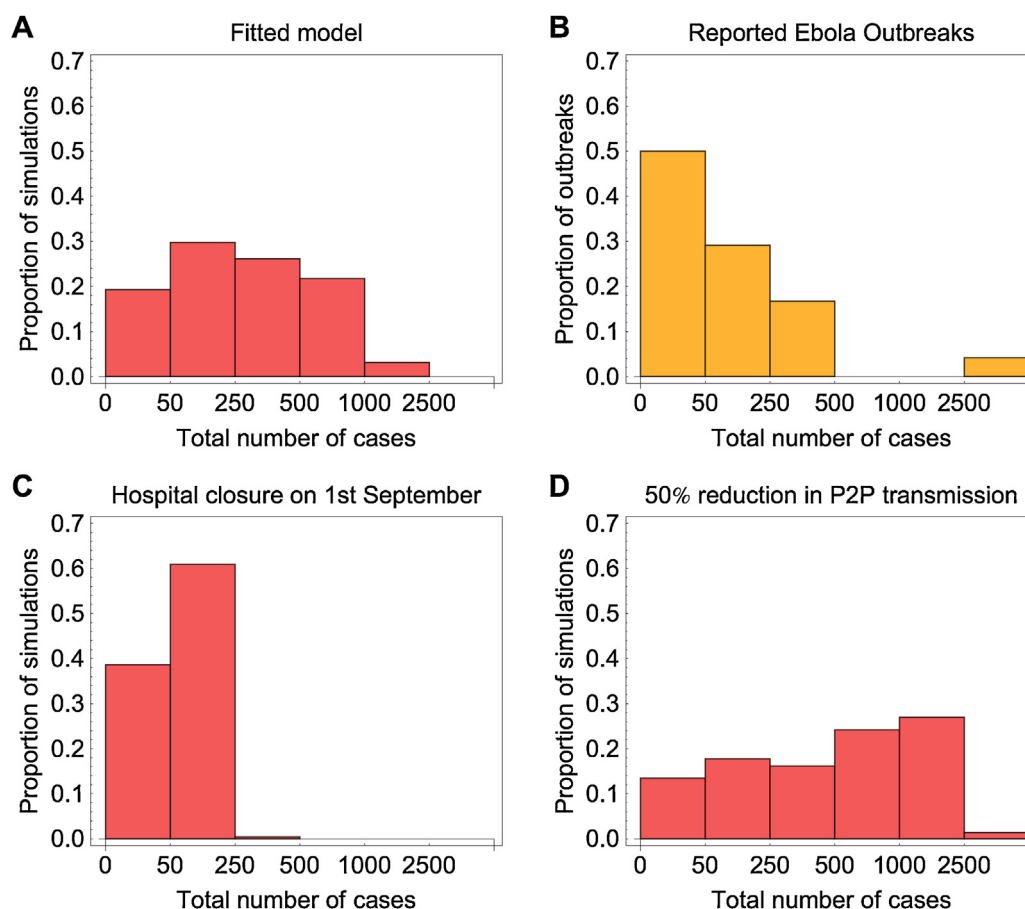 A
Fitted model
Proportion of simulations
0.7
0.6
0.5
0.4
0.3
0.2
0.1
0.0
0 50 250 500 1000 2500
Total number of cases
B
Reported Ebola Outbreaks
Proportion of outbreaks
0.7
0.6
0.5
0.4
0.3
0.2
0.1
0.0
0 50 250 500 1000 2500
Total number of cases
C
Hospital closure on 1st September
Proportion of simulations
0.7
0.6
0.5
0.4
0.3
0.2
0.1
0.0
0 50 250 500 1000 2500
Total number of cases
D
50% reduction in P2P transmission
Proportion of simulations
0.7
0.6
0.5
0.4
0.3
0.2
0.1
0.0
0 50 250 500 1000 2500
Total number of cases